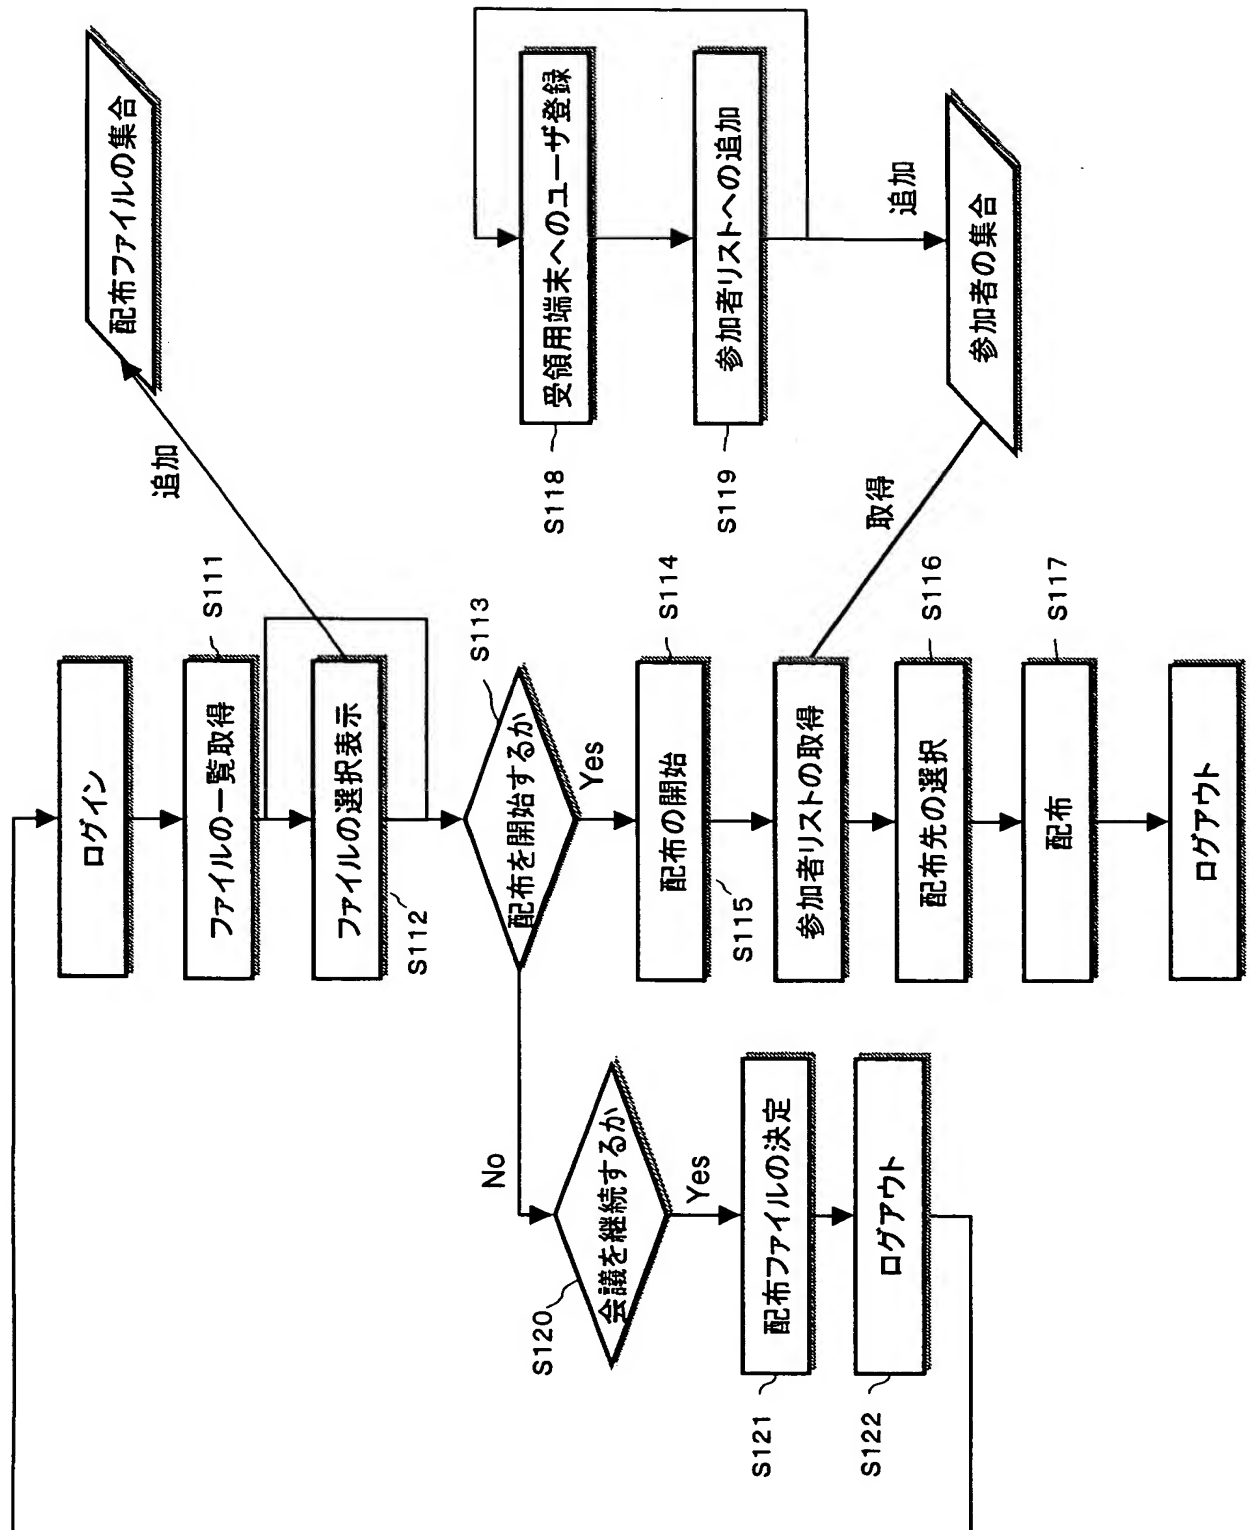 ログイン
ファイルの一覧取得
S111
ファイルの選択表示
S112
追加
配布ファイルの集合
配布を開始するか
S113
Yes
No
配布の開始
S114
S115
参加者リストの取得
取得
配布先の選択
S116
配布
S117
ログアウト
受領用端末へのユーザ登録
S118
参加者リストへの追加
S119
追加
参加者の集合
会議を継続するか
S120
Yes
配布ファイルの決定
S121
ログアウト
S122